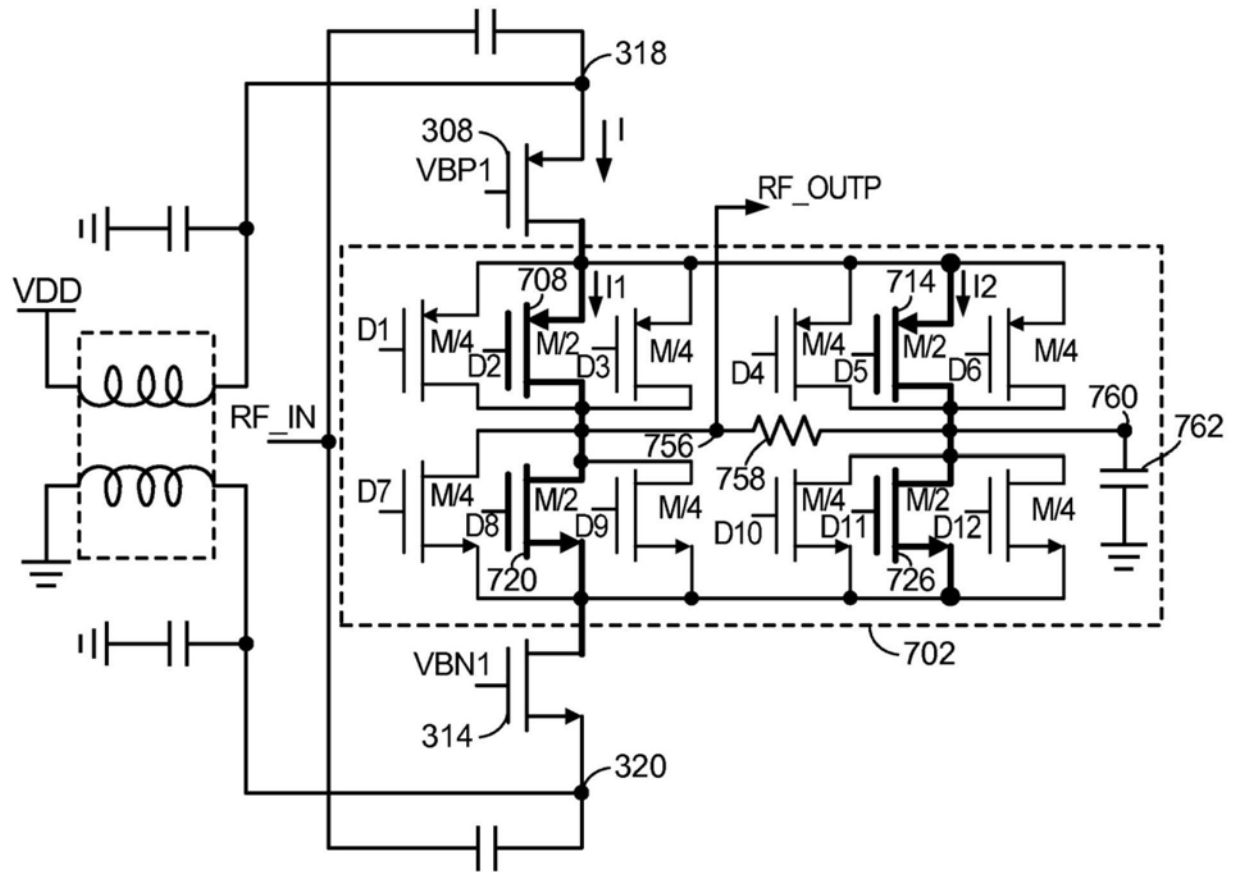 318
308
I
VBP1
RF_OUTP
VDD
708
I1
714
I2
D1
M/4
D2
M/2
D3
M/4
D4
M/4
D5
M/2
D6
M/4
760
762
RF_IN
756
758
D7
M/4
D8
M/2
D9
M/4
D10
M/4
D11
M/2
D12
M/4
720
726
702
VBN1
314
320